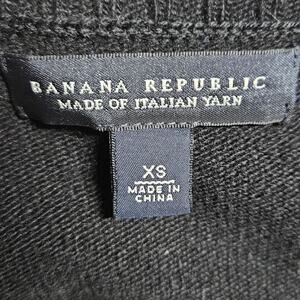 BANANA REPUBLIC
MADE OF ITALIAN YARN
XS
MADE IN
CHINA